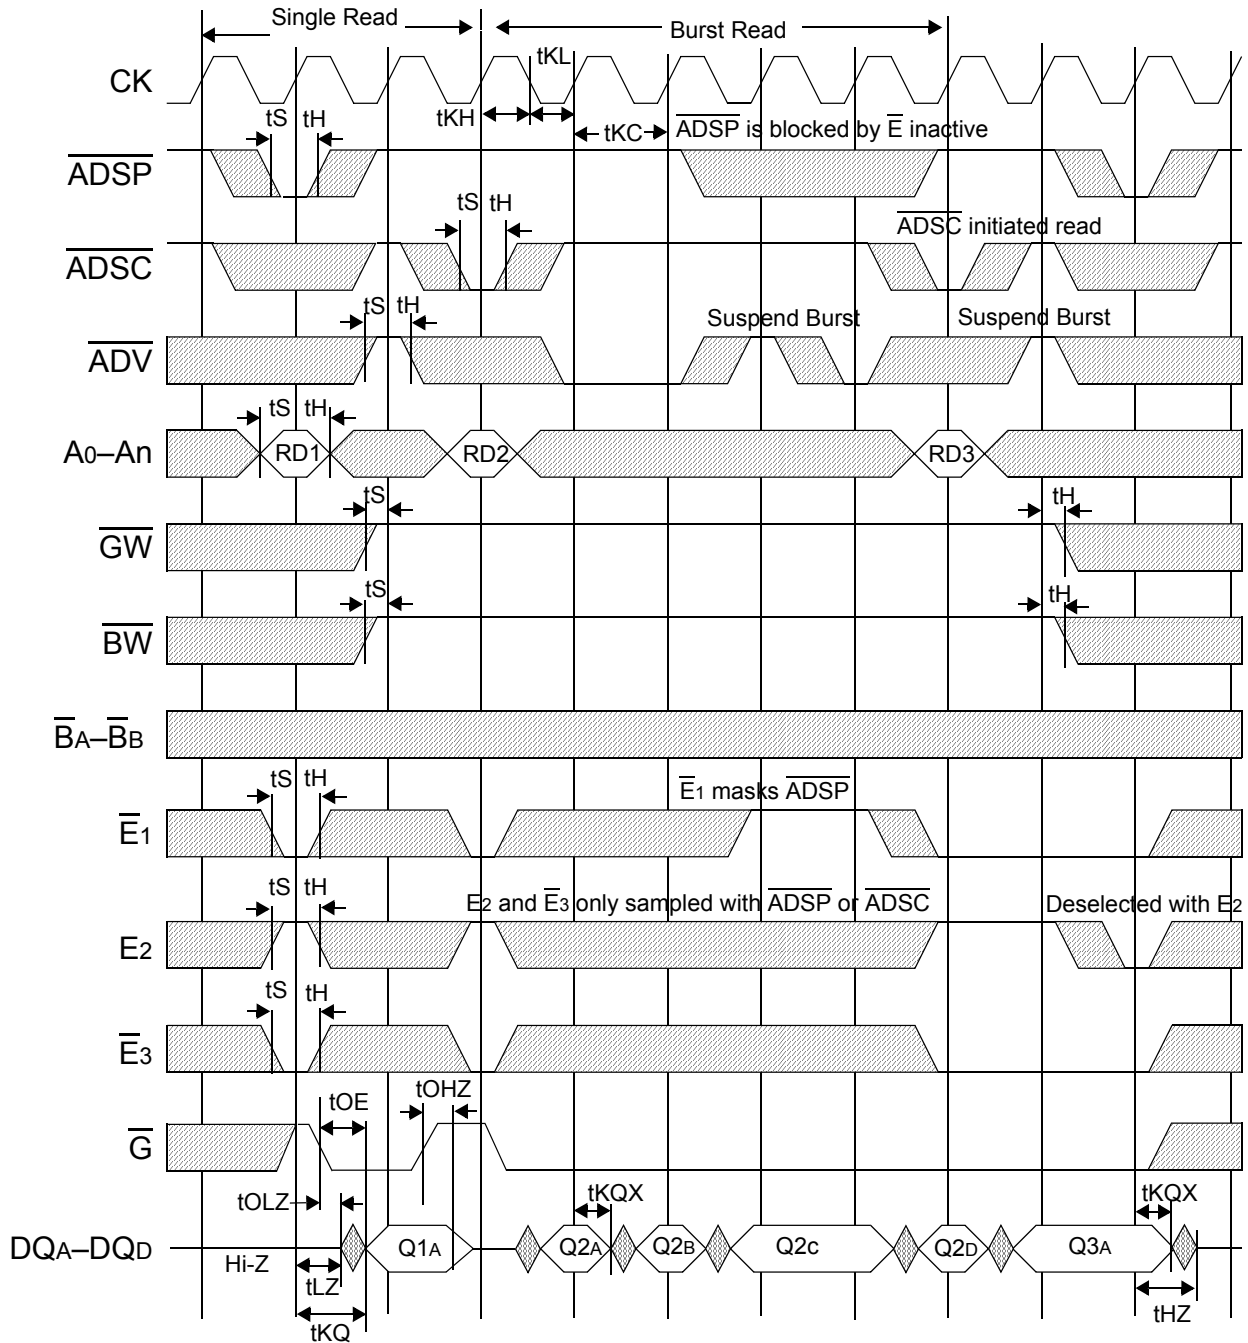 Single Read
Burst Read
CK
tKL
tS tH
tKH
tKC
ADSP is blocked by E inactive
ADSP
tS tH
ADSC initiated read
ADSC
tS tH
Suspend Burst
Suspend Burst
ADV
tS tH
A0–An
RD1
RD2
RD3
tS
tH
GW
tS
tH
BW
BA–BB
tS tH
E1 masks ADSP
E1
tS tH
E2 and E3 only sampled with ADSP or ADSC
Deselected with E2
E2
tS tH
E3
tOE
tOHZ
G
tOLZ
tKQX
tKQX
DQA–DQD
Hi-Z
Q1A
Q2A
Q2B
Q2c
Q2D
Q3A
tLZ
tHZ
tKQ